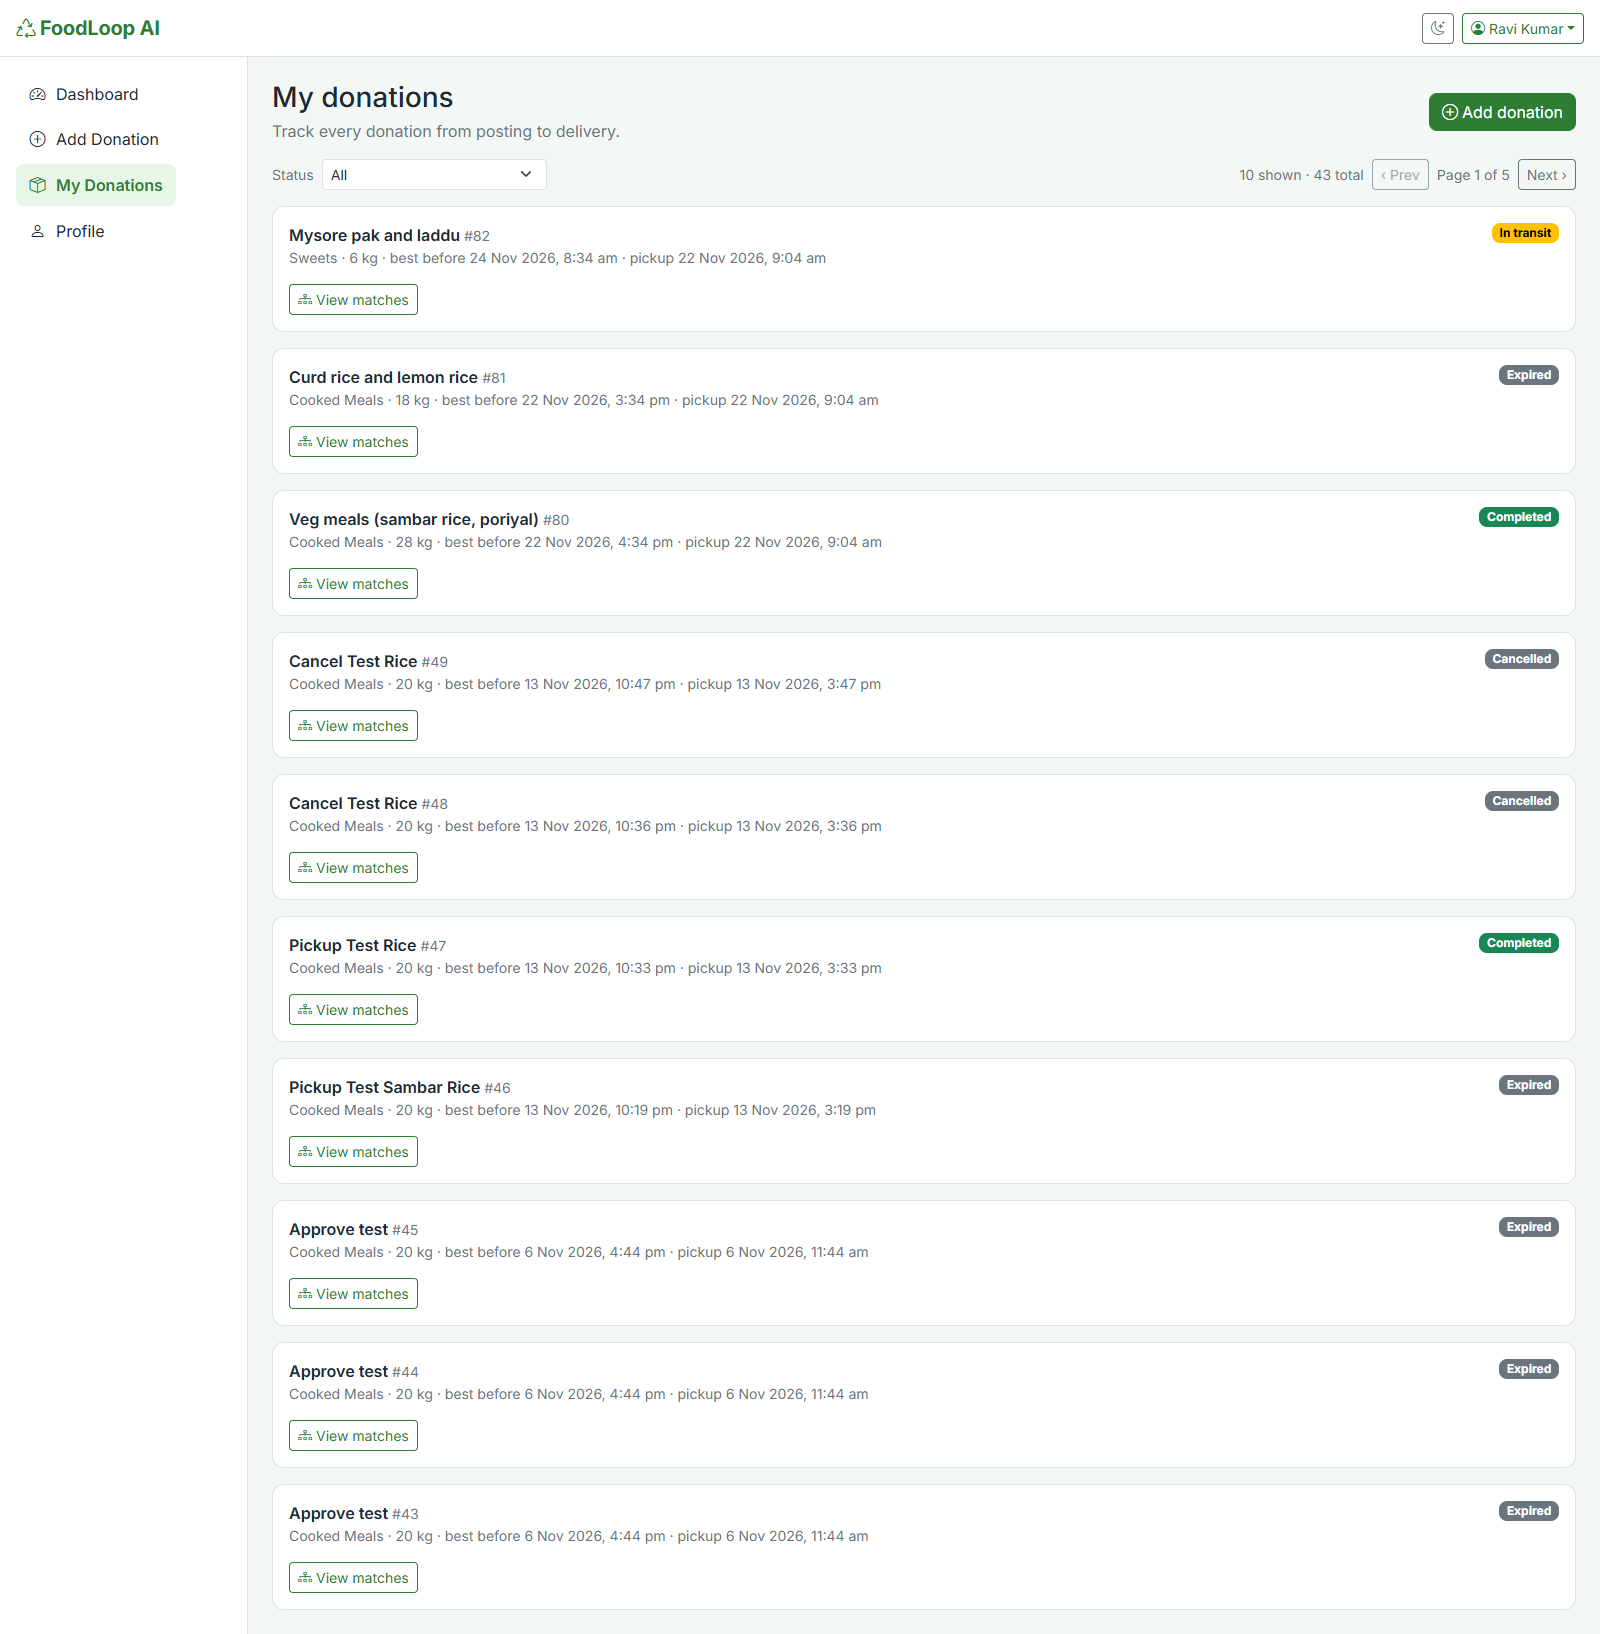 FoodLoop AI
Ravi Kumar
Dashboard
Add Donation
My Donations
Profile
My donations
Track every donation from posting to delivery.
Add donation
Status All
10 shown · 43 total ‹ Prev Page 1 of 5 Next ›
Mysore pak and laddu #82
In transit
Sweets · 6 kg · best before 24 Nov 2026, 8:34 am · pickup 22 Nov 2026, 9:04 am
View matches
Curd rice and lemon rice #81
Expired
Cooked Meals · 18 kg · best before 22 Nov 2026, 3:34 pm · pickup 22 Nov 2026, 9:04 am
View matches
Veg meals (sambar rice, poriyal) #80
Completed
Cooked Meals · 28 kg · best before 22 Nov 2026, 4:34 pm · pickup 22 Nov 2026, 9:04 am
View matches
Cancel Test Rice #49
Cancelled
Cooked Meals · 20 kg · best before 13 Nov 2026, 10:47 pm · pickup 13 Nov 2026, 3:47 pm
View matches
Cancel Test Rice #48
Cancelled
Cooked Meals · 20 kg · best before 13 Nov 2026, 10:36 pm · pickup 13 Nov 2026, 3:36 pm
View matches
Pickup Test Rice #47
Completed
Cooked Meals · 20 kg · best before 13 Nov 2026, 10:33 pm · pickup 13 Nov 2026, 3:33 pm
View matches
Pickup Test Sambar Rice #46
Expired
Cooked Meals · 20 kg · best before 13 Nov 2026, 10:19 pm · pickup 13 Nov 2026, 3:19 pm
View matches
Approve test #45
Expired
Cooked Meals · 20 kg · best before 6 Nov 2026, 4:44 pm · pickup 6 Nov 2026, 11:44 am
View matches
Approve test #44
Expired
Cooked Meals · 20 kg · best before 6 Nov 2026, 4:44 pm · pickup 6 Nov 2026, 11:44 am
View matches
Approve test #43
Expired
Cooked Meals · 20 kg · best before 6 Nov 2026, 4:44 pm · pickup 6 Nov 2026, 11:44 am
View matches